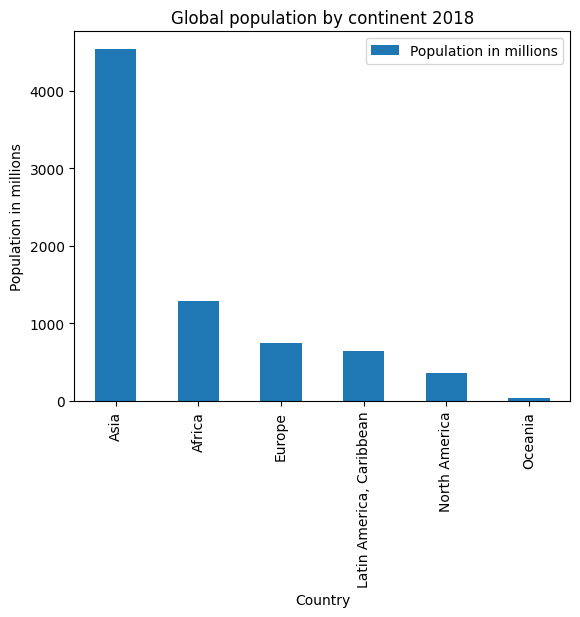 Global population by continent 2018
Population in millions
Population in millions
4000
3000
2000
1000
0
Asia
Africa
Europe
Latin America, Caribbean
North America
Oceania
Country